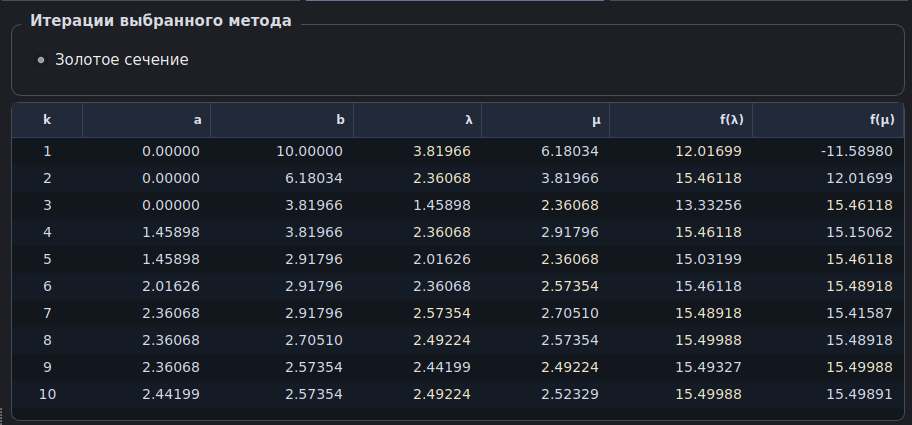 Итерации выбранного метода
Золотое сечение
k a b λ μ f(λ) f(μ)
1 0.00000 10.00000 3.81966 6.18034 12.01699 -11.58980
2 0.00000 6.18034 2.36068 3.81966 15.46118 12.01699
3 0.00000 3.81966 1.45898 2.36068 13.33256 15.46118
4 1.45898 3.81966 2.36068 2.91796 15.46118 15.15062
5 1.45898 2.91796 2.01626 2.36068 15.03199 15.46118
6 2.01626 2.91796 2.36068 2.57354 15.46118 15.48918
7 2.36068 2.91796 2.57354 2.70510 15.48918 15.41587
8 2.36068 2.70510 2.49224 2.57354 15.49988 15.48918
9 2.36068 2.57354 2.44199 2.49224 15.49327 15.49988
10 2.44199 2.57354 2.49224 2.52329 15.49988 15.49891